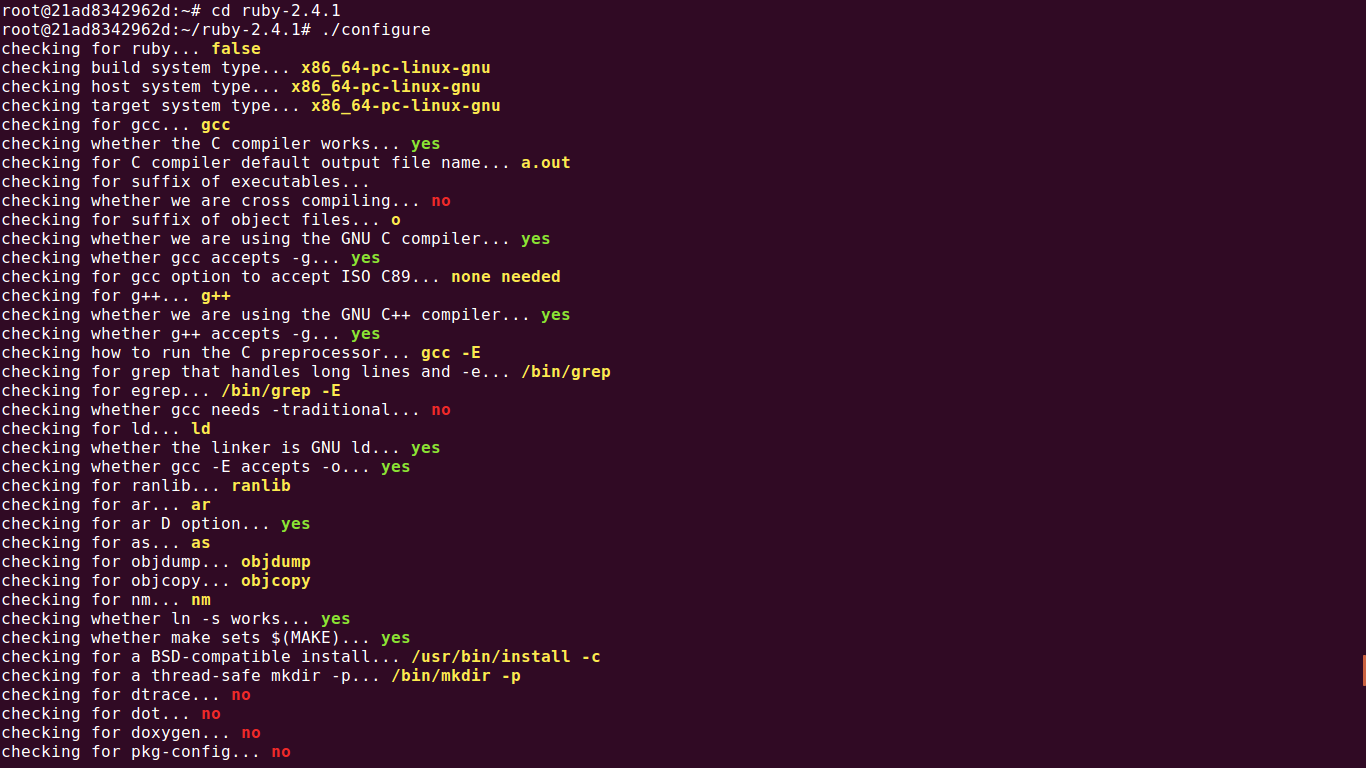 root@21ad8342962d:~# cd ruby-2.4.1
root@21ad8342962d:~/ruby-2.4.1# ./configure
checking for ruby... false
checking build system type... x86_64-pc-linux-gnu
checking host system type... x86_64-pc-linux-gnu
checking target system type... x86_64-pc-linux-gnu
checking for gcc... gcc
checking whether the C compiler works... yes
checking for C compiler default output file name... a.out
checking for suffix of executables...
checking whether we are cross compiling... no
checking for suffix of object files... o
checking whether we are using the GNU C compiler... yes
checking whether gcc accepts -g... yes
checking for gcc option to accept ISO C89... none needed
checking for g++... g++
checking whether we are using the GNU C++ compiler... yes
checking whether g++ accepts -g... yes
checking how to run the C preprocessor... gcc -E
checking for grep that handles long lines and -e... /bin/grep
checking for egrep... /bin/grep -E
checking whether gcc needs -traditional... no
checking for ld... ld
checking whether the linker is GNU ld... yes
checking whether gcc -E accepts -o... yes
checking for ranlib... ranlib
checking for ar... ar
checking for ar D option... yes
checking for as... as
checking for objdump... objdump
checking for objcopy... objcopy
checking for nm... nm
checking whether ln -s works... yes
checking whether make sets $(MAKE)... yes
checking for a BSD-compatible install... /usr/bin/install -c
checking for a thread-safe mkdir -p... /bin/mkdir -p
checking for dtrace... no
checking for dot... no
checking for doxygen... no
checking for pkg-config... no